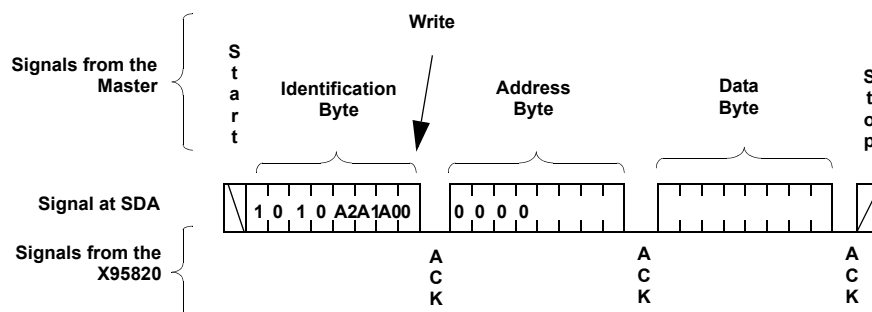 Write
Signals from the
Master
S
t
a
r
t
Identification
Byte
Address
Byte
Data
Byte
S
t
o
p
Signal at SDA
1 0 1 0 A2A1A00
0 0 0 0
Signals from the
X95820
A
C
K
A
C
K
A
C
K